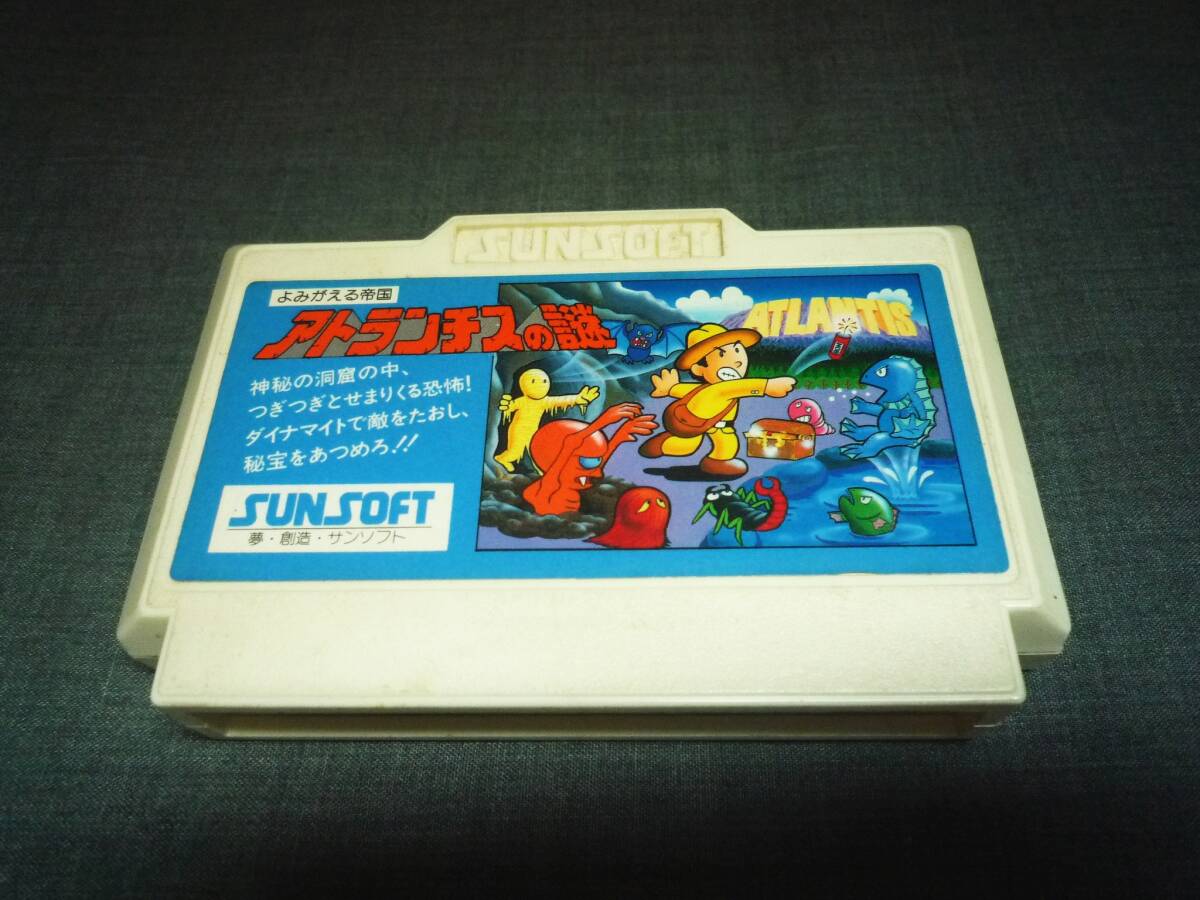 SUNSOFT
よみがえる帝国
アトランチスの謎
ATLANTIS
神秘の洞窟の中、
つぎつぎとせまりくる恐怖!
ダイナマイトで敵をたおし、
秘宝をあつめろ!!
SUNSOFT
夢・創造・サンソフト